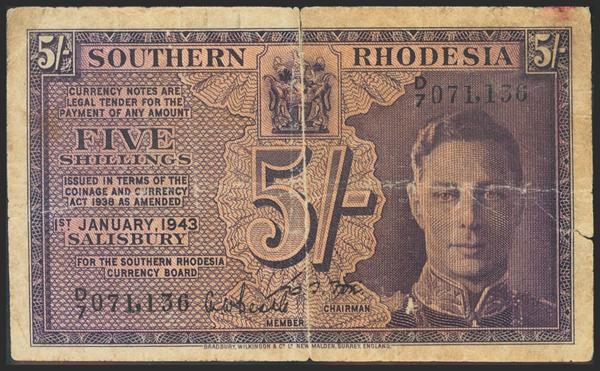 5/- SOUTHERN RHODESIA 5/-
CURRENCY NOTES ARE
LEGAL TENDER FOR THE
PAYMENT OF ANY AMOUNT
D/7 071,136
FIVE
SHILLINGS
ISSUED IN TERMS OF THE
COINAGE AND CURRENCY
ACT 1938 AS AMENDED
5/-
1ST JANUARY, 1943
SALISBURY
FOR THE SOUTHERN RHODESIA
CURRENCY BOARD
D/7 071,136
MEMBER
CHAIRMAN
BRADBURY, WILKINSON & Co. Ld. NEW MALDEN, SURREY, ENGLAND.